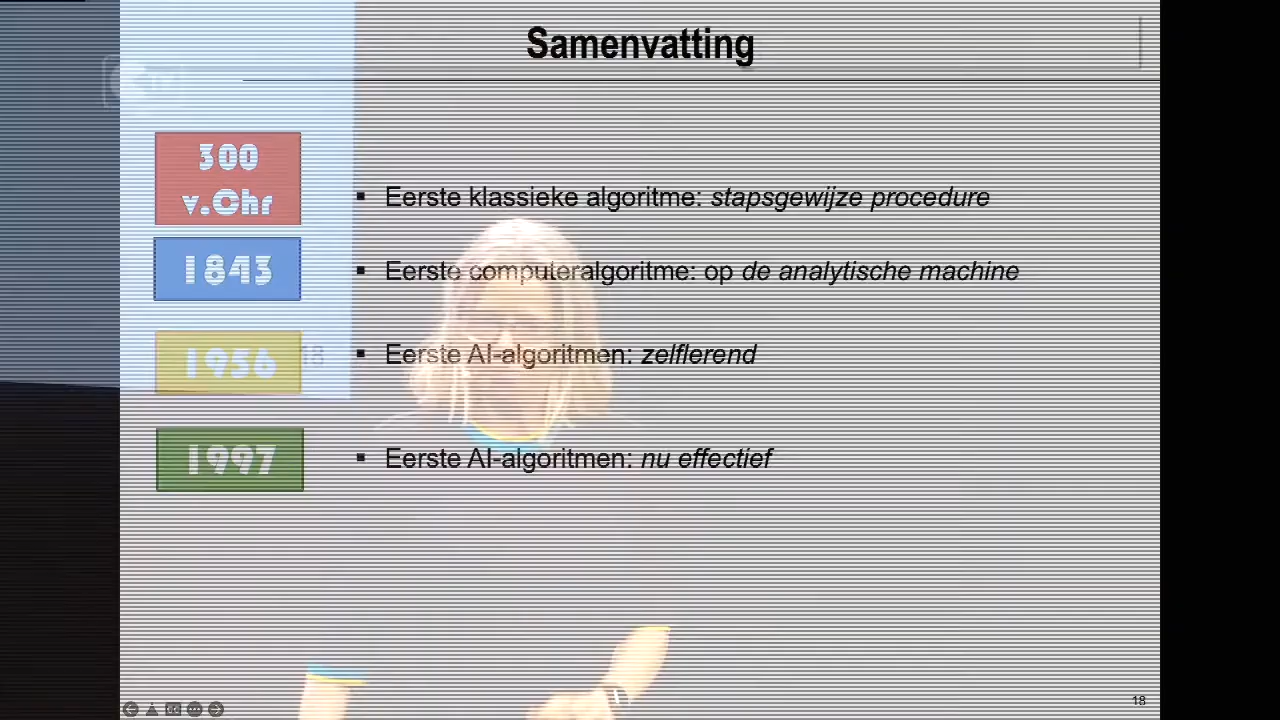 Samenvatting
300
v.Chr
▪ Eerste klassieke algoritme: stapsgewijze procedure
1843
▪ Eerste computeralgoritme: op de analytische machine
1956
18
▪ Eerste AI-algoritmen: zelflerend
1997
▪ Eerste AI-algoritmen: nu effectief
18